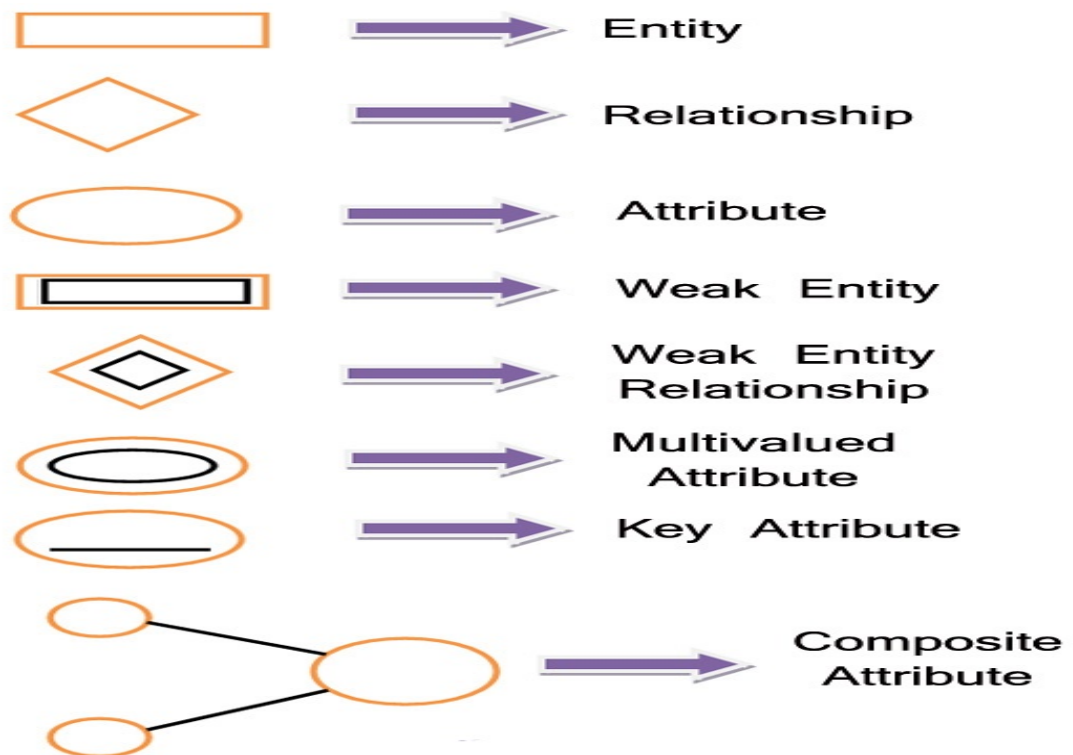 Entity
Relationship
Attribute
Weak Entity
Weak Entity
Relationship
Multivalued
Attribute
Key Attribute
Composite
Attribute